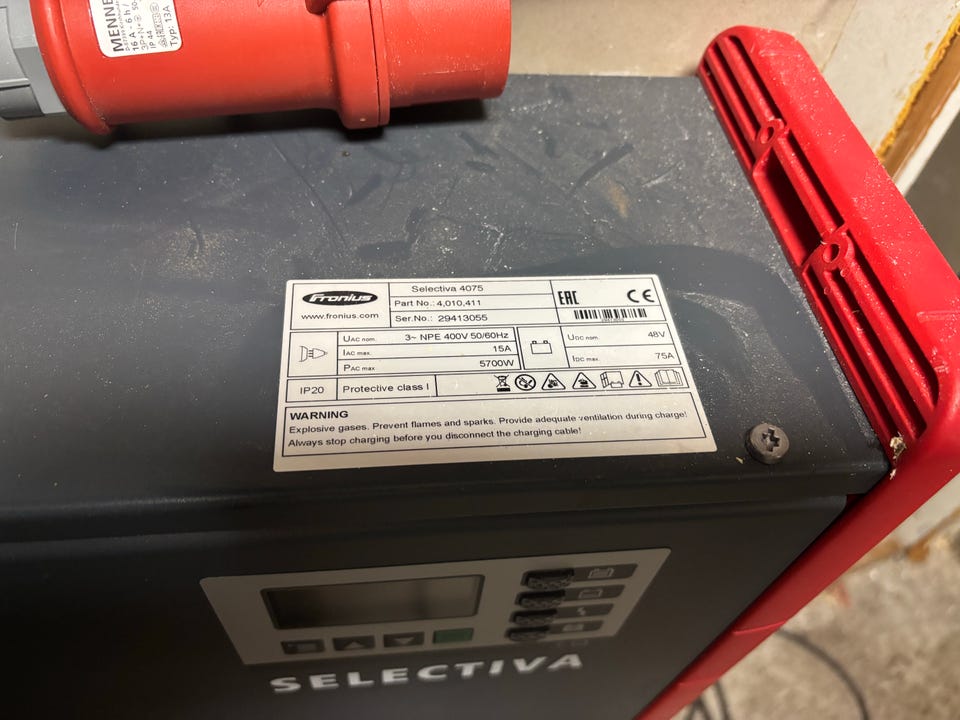 MENNE
16 A - 6 h /
3P+N+
IP 44
Typ: 13A
Fronius
www.fronius.com
Selectiva 4075
Part No.: 4,010,411
Ser.No.: 29413055
EAC CE
UAC nom. 3~ NPE 400V 50/60Hz
IAC max. 15A
PAC max 5700W
UDC nom. 48V
IDC max. 75A
IP20 Protective class I
WARNING
Explosive gases. Prevent flames and sparks. Provide adequate ventilation during charge!
Always stop charging before you disconnect the charging cable!
SELECTIVA